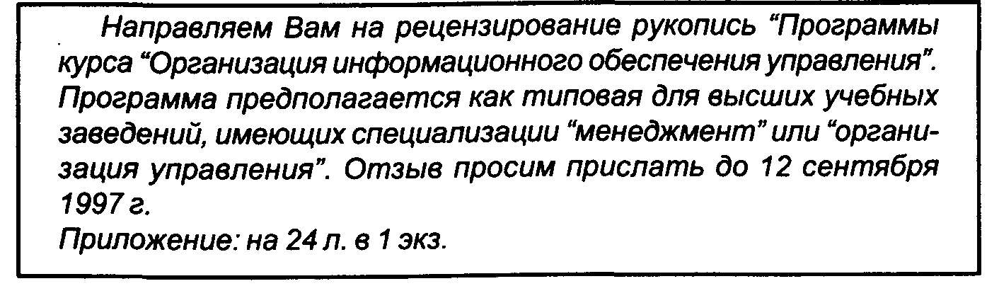 Направляем Вам на рецензирование рукопись “Программы
курса “Организация информационного обеспечения управления”.
Программа предполагается как типовая для высших учебных
заведений, имеющих специализации “менеджмент” или “органи-
зация управления”. Отзыв просим прислать до 12 сентября
1997 г.
Приложение: на 24 л. в 1 экз.